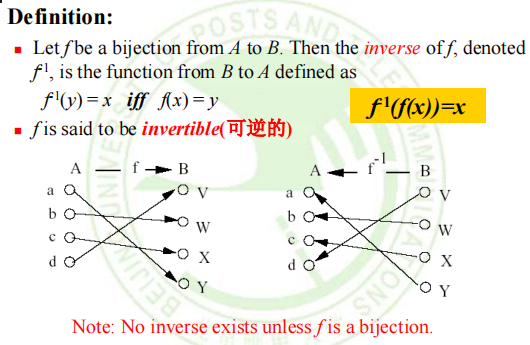 Definition:
Let f be a bijection from A to B. Then the inverse of f, denoted
f⁻¹, is the function from B to A defined as
f⁻¹(y) = x iff f(x) = y
f⁻¹(f(x))=x
f is said to be invertible(可逆的)
A f B
a V
b W
c X
d Y
A f⁻¹ B
a V
b W
c X
d Y
Note: No inverse exists unless f is a bijection.